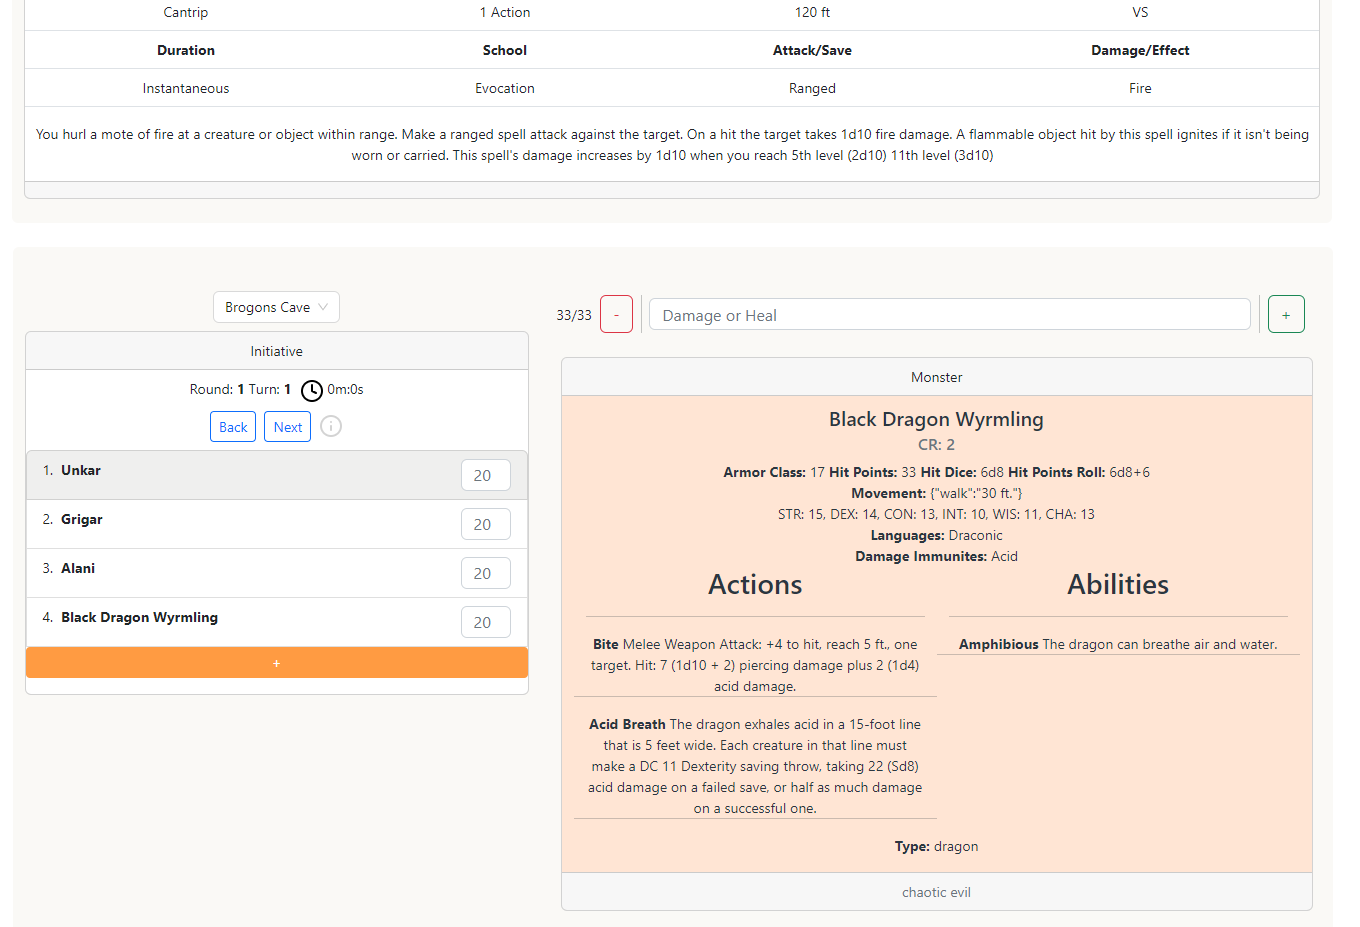 Cantrip 1 Action 120 ft VS
Duration School Attack/Save Damage/Effect
Instantaneous Evocation Ranged Fire
You hurl a mote of fire at a creature or object within range. Make a ranged spell attack against the target. On a hit the target takes 1d10 fire damage. A flammable object hit by this spell ignites if it isn't being
worn or carried. This spell's damage increases by 1d10 when you reach 5th level (2d10) 11th level (3d10)
Brogons Cave
Initiative
Round: 1 Turn: 1 0m:0s
Back Next
1. Unkar 20
2. Grigar 20
3. Alani 20
4. Black Dragon Wyrmling 20
+
33/33 - Damage or Heal +
Monster
Black Dragon Wyrmling
CR: 2
Armor Class: 17 Hit Points: 33 Hit Dice: 6d8 Hit Points Roll: 6d8+6
Movement: {"walk":"30 ft."}
STR: 15, DEX: 14, CON: 13, INT: 10, WIS: 11, CHA: 13
Languages: Draconic
Damage Immunites: Acid
Actions
Bite Melee Weapon Attack: +4 to hit, reach 5 ft., one
target. Hit: 7 (1d10 + 2) piercing damage plus 2 (1d4)
acid damage.
Acid Breath The dragon exhales acid in a 15-foot line
that is 5 feet wide. Each creature in that line must
make a DC 11 Dexterity saving throw, taking 22 (Sd8)
acid damage on a failed save, or half as much damage
on a successful one.
Abilities
Amphibious The dragon can breathe air and water.
Type: dragon
chaotic evil